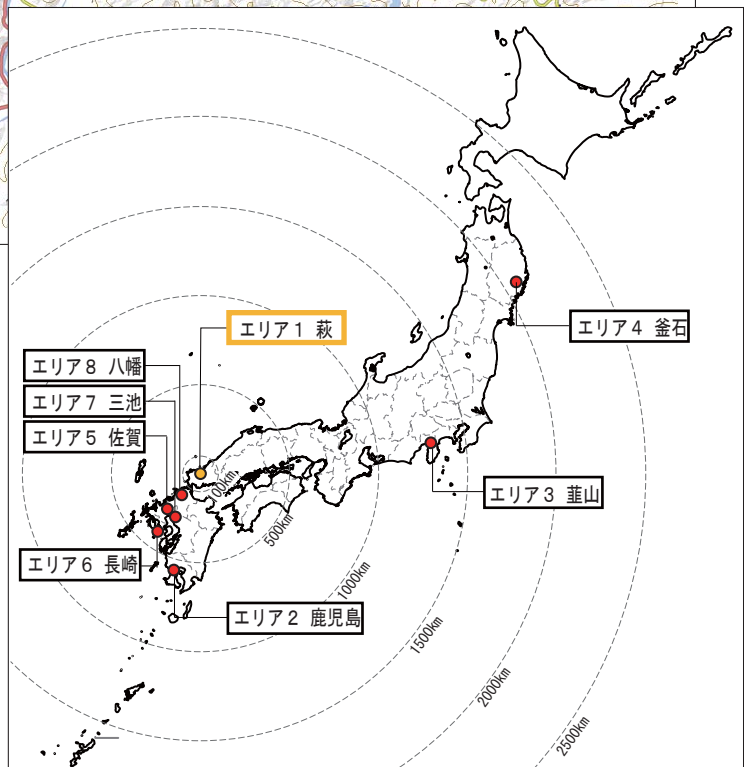 エリア1 萩
エリア4 釜石
エリア8 八幡
エリア7 三池
エリア5 佐賀
エリア3 韮山
エリア6 長崎
エリア2 鹿児島
100km
500km
1000km
1500km
2000km
2500km